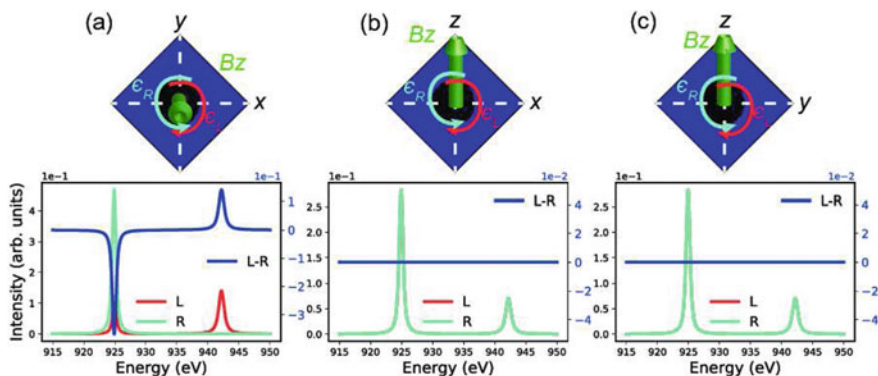 (a)
y
Bz
x
ϵR
ϵL
(b)
z
Bz
x
ϵR
ϵL
(c)
z
Bz
y
ϵR
ϵL
1e−1
1e−1
Intensity (arb. units)
4
3
2
1
0
1
0
−1
−2
−3
L-R
L
R
915 920 925 930 935 940 945 950
Energy (eV)
1e−1
1e−2
2.5
2.0
1.5
1.0
0.5
0.0
4
2
0
−2
−4
L-R
L
R
915 920 925 930 935 940 945 950
Energy (eV)
1e−1
1e−2
2.5
2.0
1.5
1.0
0.5
0.0
4
2
0
−2
−4
L-R
L
R
915 920 925 930 935 940 945 950
Energy (eV)